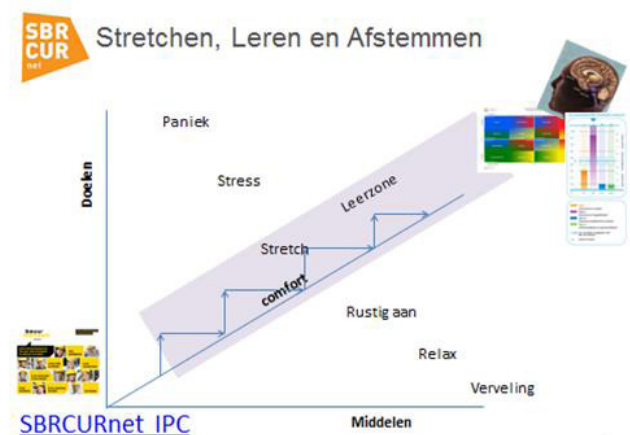 SBR
CUR
net
Stretchen, Leren en Afstemmen
Paniek
Doelen
Stress
Leerzone
Stretch
comfort
Rustig aan
Relax
Verveling
SBRCURnet IPC
Middelen